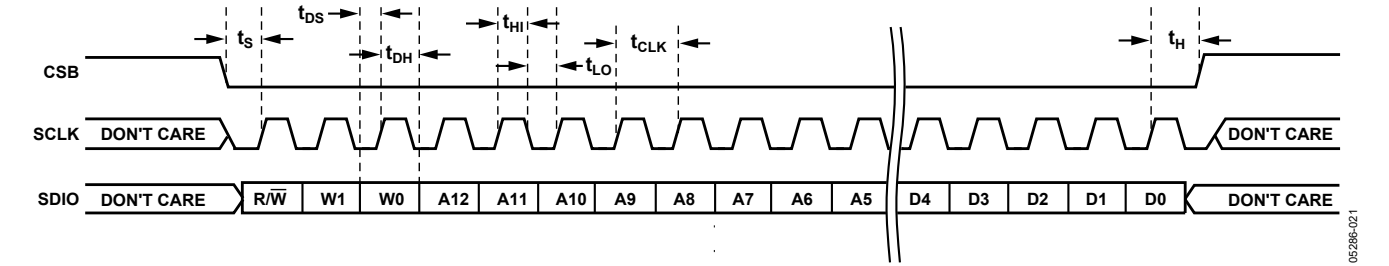 tDS
tHI
tS
tDH
tCLK
tH
tLO
CSB
SCLK DON'T CARE DON'T CARE
SDIO DON'T CARE R/W̅ W1 W0 A12 A11 A10 A9 A8 A7 A6 A5 D4 D3 D2 D1 D0 DON'T CARE
05286-021